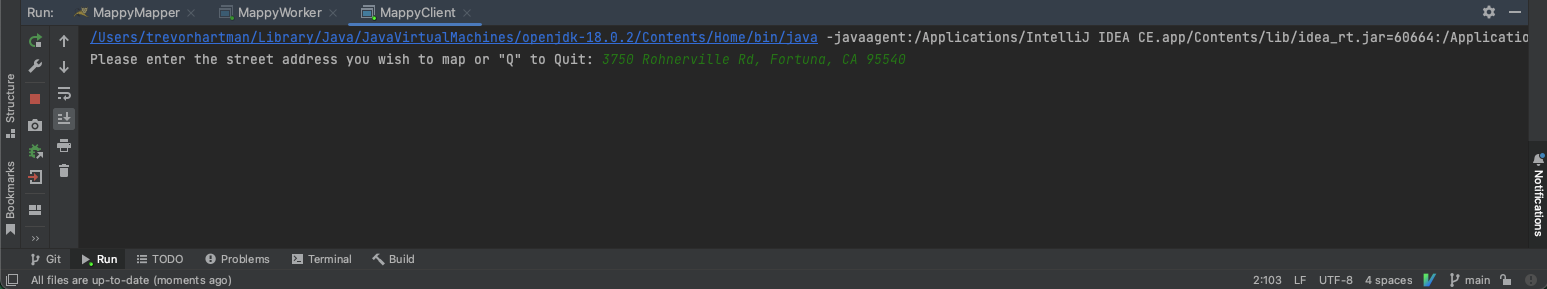 Run: MappyMapper MappyWorker MappyClient
/Users/trevorhartman/Library/Java/JavaVirtualMachines/openjdk-18.0.2/Contents/Home/bin/java -javaagent:/Applications/IntelliJ IDEA CE.app/Contents/lib/idea_rt.jar=60664:/Applicatio
Please enter the street address you wish to map or "Q" to Quit: 3750 Rohnerville Rd, Fortuna, CA 95540
Structure
Bookmarks
Notifications
Git Run TODO Problems Terminal Build
All files are up-to-date (moments ago) 2:103 LF UTF-8 4 spaces main